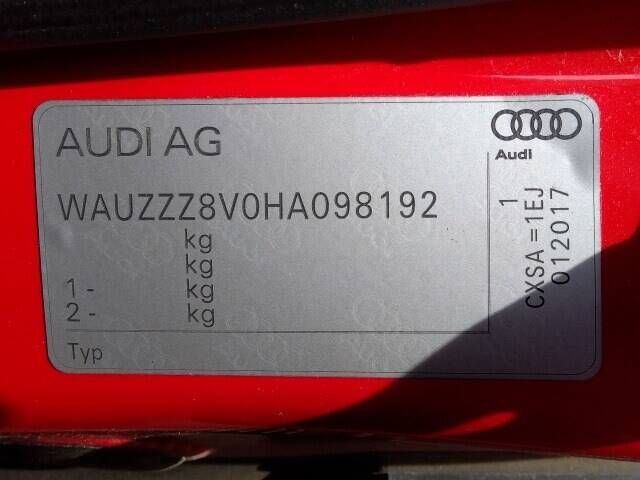 AUDI AG
Audi
WAUZZZ8V0HA098192
kg
kg
1 - kg
2 - kg
Typ
1
CXSA = 1EJ
012017